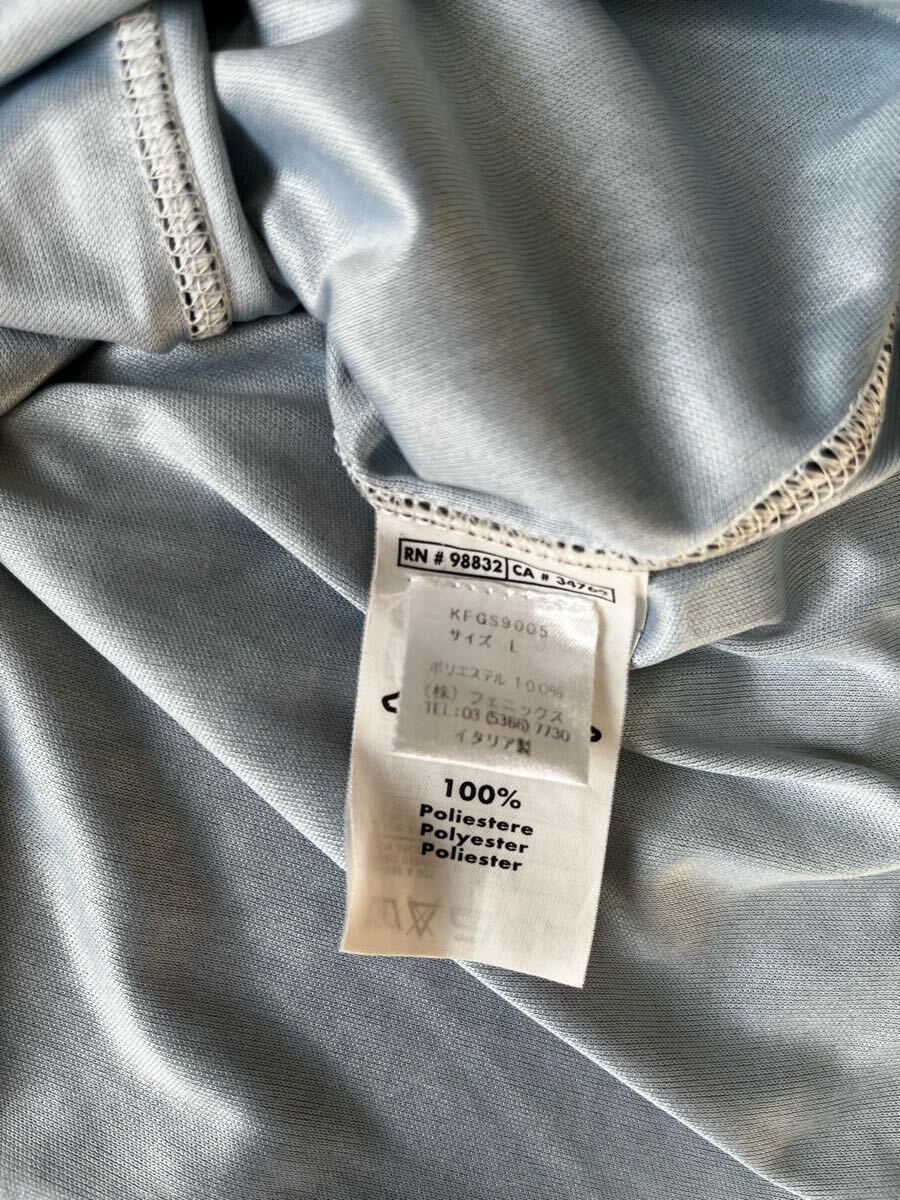 RN # 98832 CA #
KFGS9005
サイズ L
ポリエステル 100%
(株) フェニックス
TEL:03 (5366) 7730
イタリア製
100%
Poliestere
Polyester
Poliester